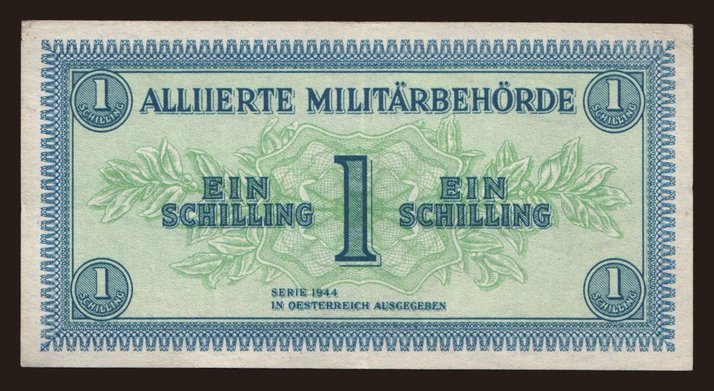 1 SCHILLING
ALLIIERTE MILITÄRBEHÖRDE
1 SCHILLING
EIN SCHILLING
1
EIN SCHILLING
1 SCHILLING
SERIE 1944
IN OESTERREICH AUSGEGEBEN
1 SCHILLING